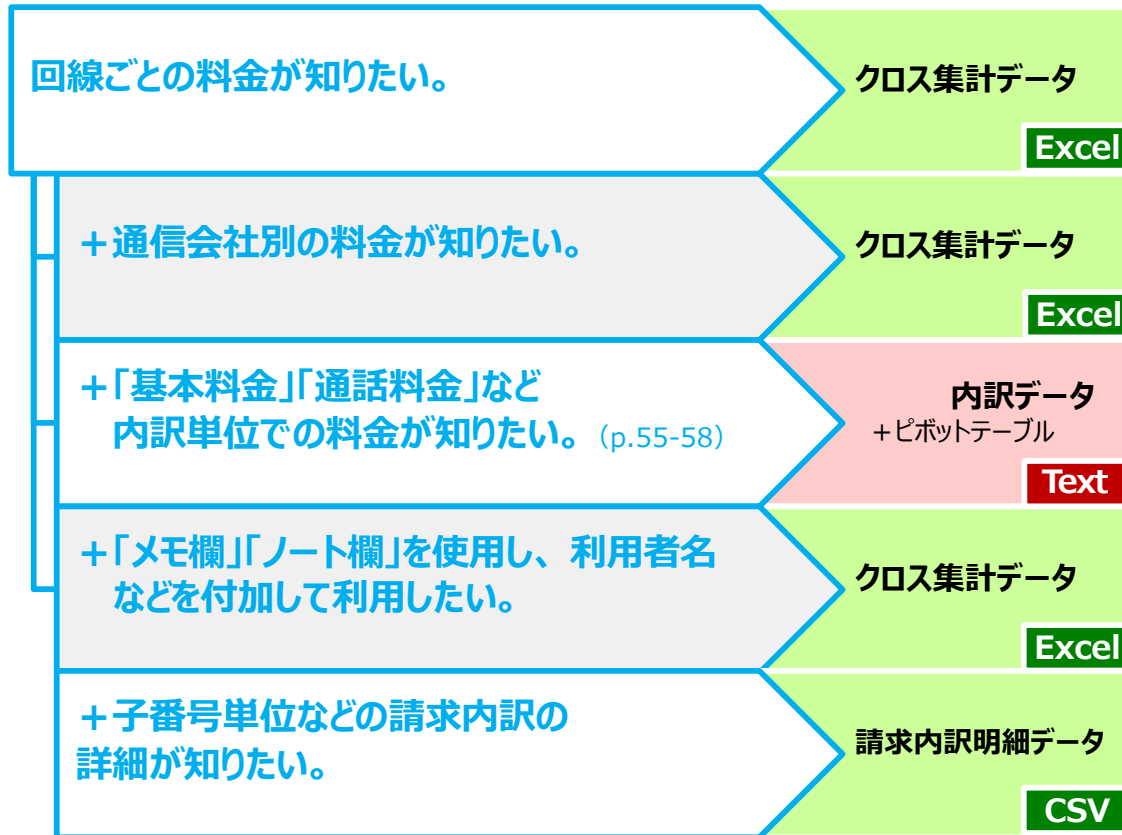 回線ごとの料金が知りたい。
クロス集計データ
Excel
＋通信会社別の料金が知りたい。
クロス集計データ
Excel
＋「基本料金」「通話料金」など
内訳単位での料金が知りたい。（p.55-58）
内訳データ
＋ピボットテーブル
Text
＋「メモ欄」「ノート欄」を使用し、利用者名
などを付加して利用したい。
クロス集計データ
Excel
＋子番号単位などの請求内訳の
詳細が知りたい。
請求内訳明細データ
CSV